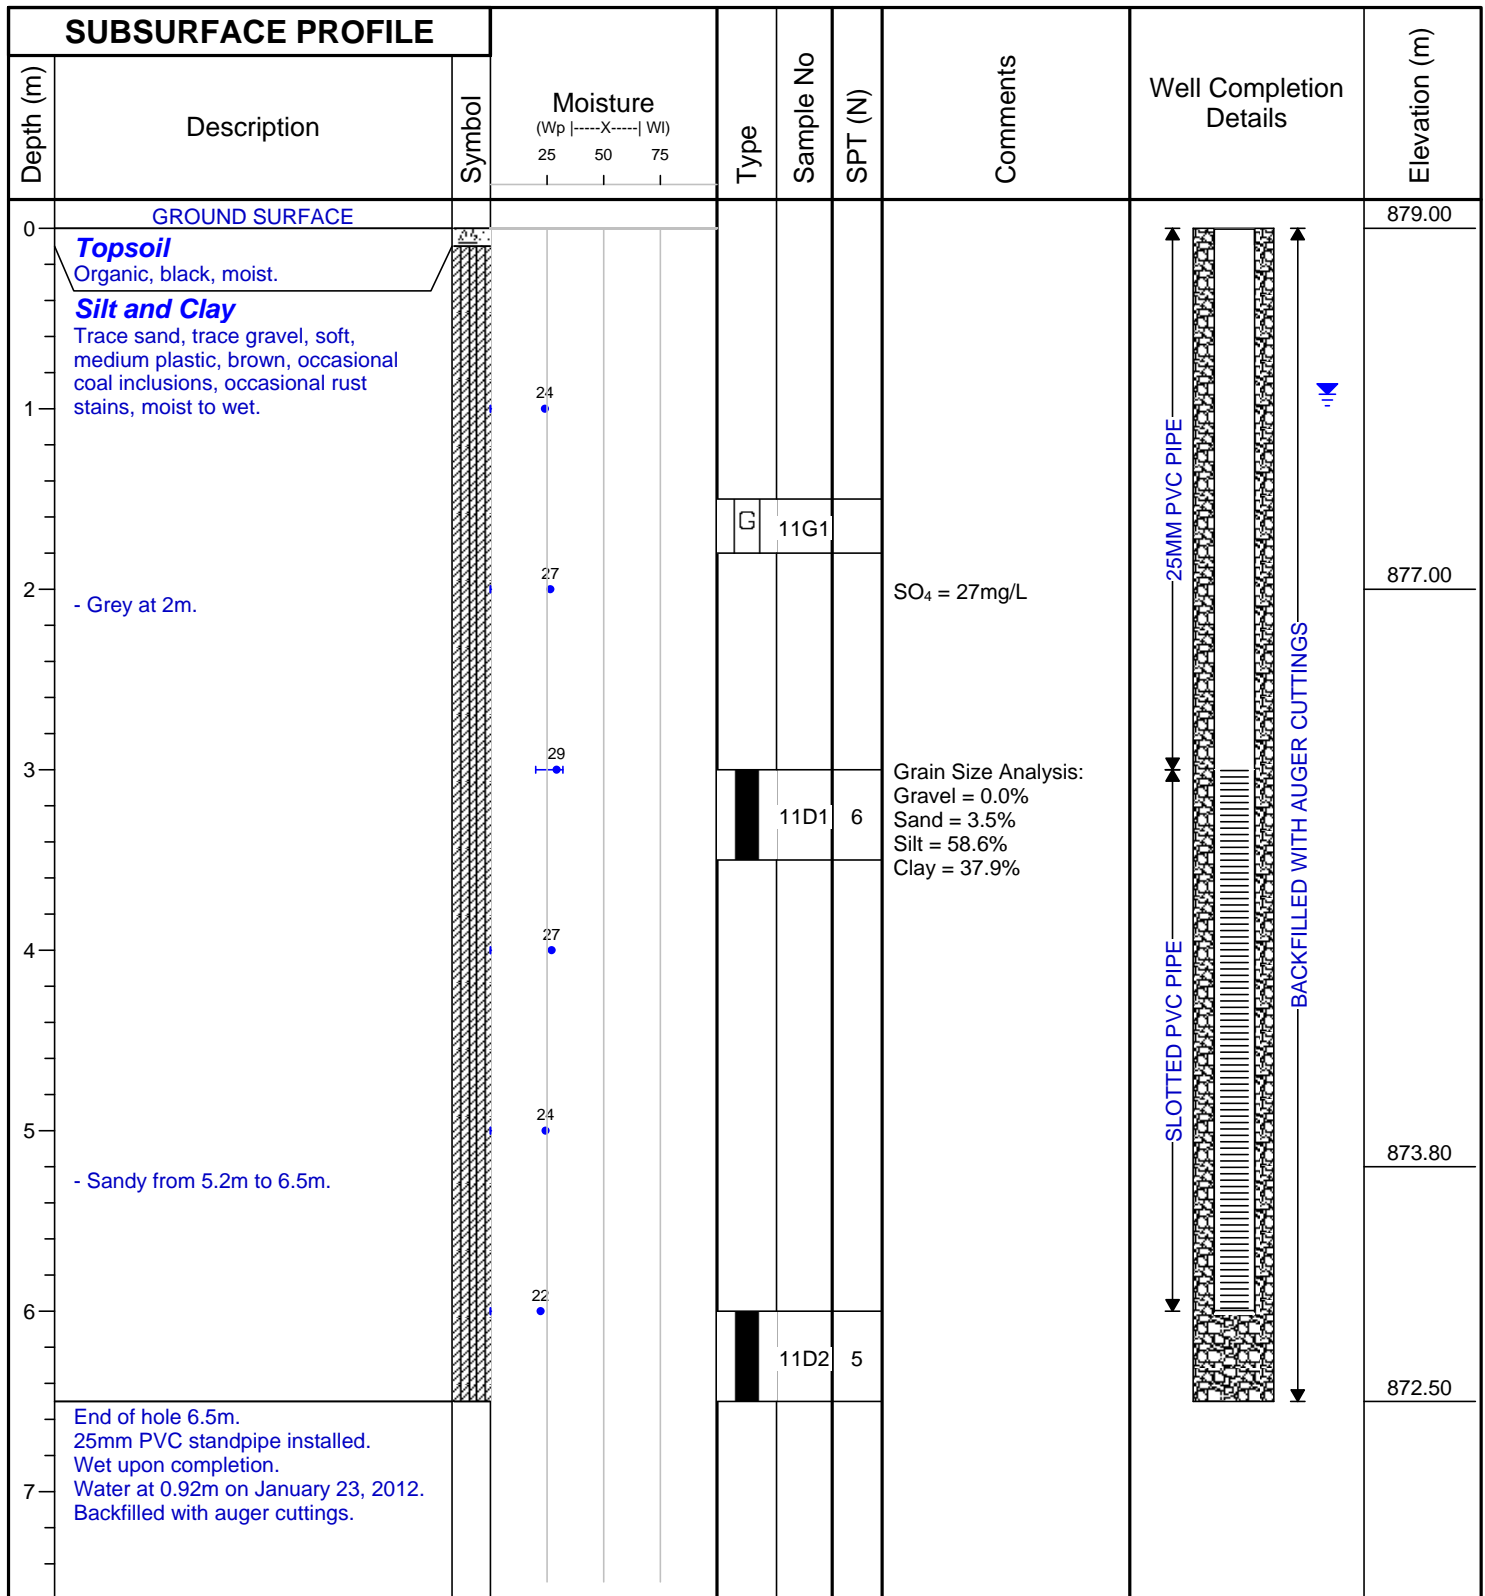 SUBSURFACE PROFILE
Depth (m)
Description
Symbol
Moisture
(Wp |-----X-----| Wl)
25 50 75
Type
Sample No
SPT (N)
Comments
Well Completion
Details
Elevation (m)
GROUND SURFACE
879.00
0
Topsoil
Organic, black, moist.
Silt and Clay
Trace sand, trace gravel, soft,
medium plastic, brown, occasional
coal inclusions, occasional rust
stains, moist to wet.
24
1
25MM PVC PIPE
G
11G1
27
2
- Grey at 2m.
SO₄ = 27mg/L
877.00
BACKFILLED WITH AUGER CUTTINGS
29
3
11D1
6
Grain Size Analysis:
Gravel = 0.0%
Sand = 3.5%
Silt = 58.6%
Clay = 37.9%
27
4
SLOTTED PVC PIPE
24
5
- Sandy from 5.2m to 6.5m.
873.80
22
6
11D2
5
872.50
End of hole 6.5m.
25mm PVC standpipe installed.
Wet upon completion.
Water at 0.92m on January 23, 2012.
Backfilled with auger cuttings.
7